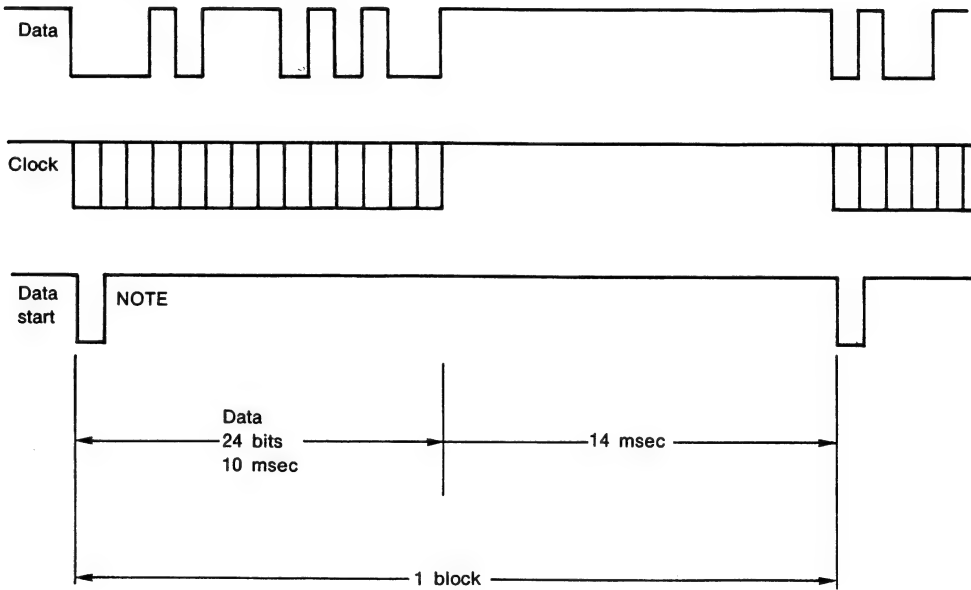 Data
Clock
Data
start
NOTE
Data
24 bits
10 msec
14 msec
1 block